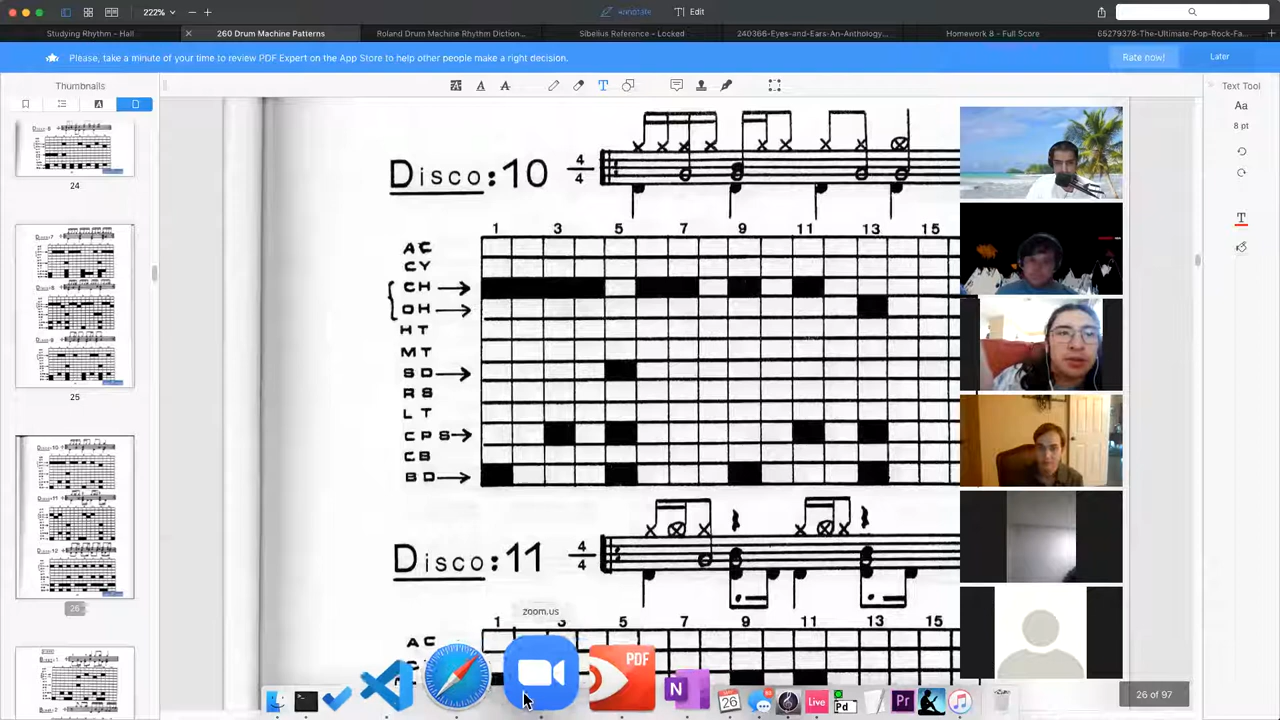 222%
Annotate
Edit
Studying Rhythm - Hall
260 Drum Machine Patterns
Roland Drum Machine Rhythm Diction...
Sibelius Reference - Locked
240366-Eyes-and-Ears-An-Anthology...
Homework 8 - Full Score
65279378-The-Ultimate-Pop-Rock-Fa...
Please, take a minute of your time to review PDF Expert on the App Store to help other people make a right decision.
Rate now!
Later
Thumbnails
Text Tool
Aa
8 pt
24
25
26
Disco:10
4
4
1 3 5 7 9 11 13 15
AC
CY
CH
OH
HT
MT
SD
RS
LT
CPS
CB
BD
Disco:11
4
4
zoom.us
1 3 5 7 9 11 13 15
AC
PDF
N
26
Live
Pd
Pr
26 of 97